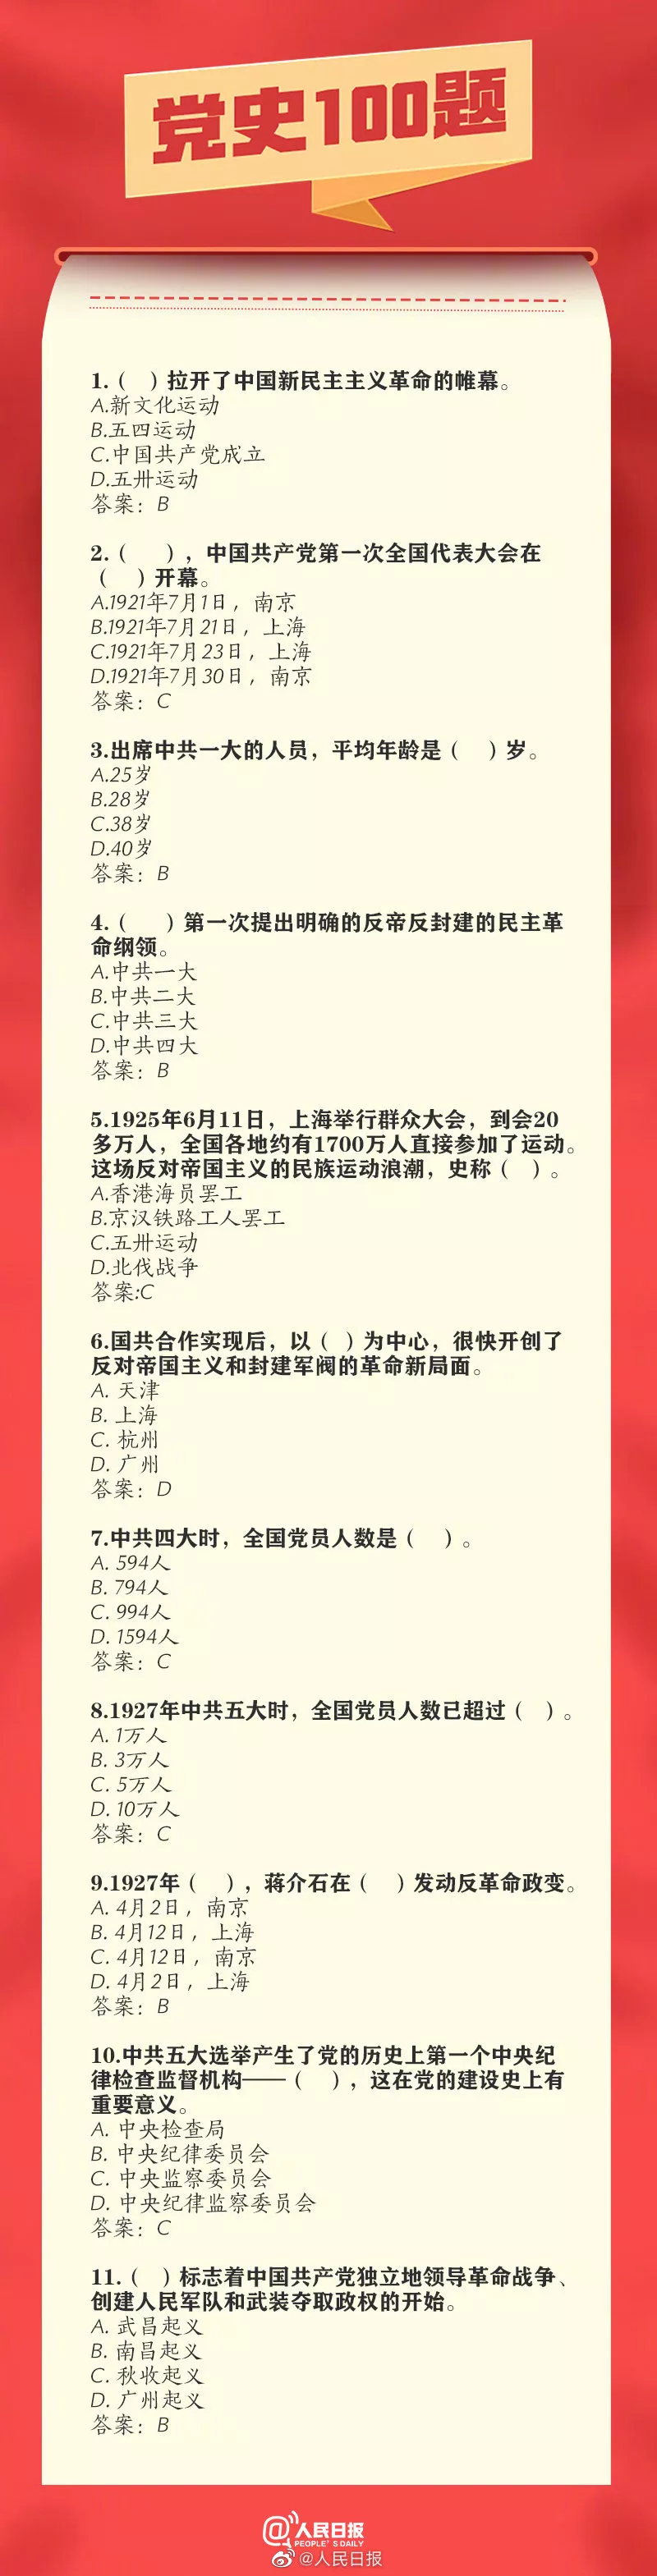 党史100题
1.（　）拉开了中国新民主主义革命的帷幕。
A.新文化运动
B.五四运动
C.中国共产党成立
D.五卅运动
答案：B
2.（　），中国共产党第一次全国代表大会在
（　）开幕。
A.1921年7月1日，南京
B.1921年7月21日，上海
C.1921年7月23日，上海
D.1921年7月30日，南京
答案：C
3.出席中共一大的人员，平均年龄是（　）岁。
A.25岁
B.28岁
C.38岁
D.40岁
答案：B
4.（　）第一次提出明确的反帝反封建的民主革
命纲领。
A.中共一大
B.中共二大
C.中共三大
D.中共四大
答案：B
5.1925年6月11日，上海举行群众大会，到会20
多万人，全国各地约有1700万人直接参加了运动。
这场反对帝国主义的民族运动浪潮，史称（　）。
A.香港海员罢工
B.京汉铁路工人罢工
C.五卅运动
D.北伐战争
答案:C
6.国共合作实现后，以（　）为中心，很快开创了
反对帝国主义和封建军阀的革命新局面。
A. 天津
B. 上海
C. 杭州
D. 广州
答案：D
7.中共四大时，全国党员人数是（　）。
A. 594人
B. 794人
C. 994人
D. 1594人
答案：C
8.1927年中共五大时，全国党员人数已超过（　）。
A. 1万人
B. 3万人
C. 5万人
D. 10万人
答案：C
9.1927年（　），蒋介石在（　）发动反革命政变。
A. 4月2日，南京
B. 4月12日，上海
C. 4月12日，南京
D. 4月2日，上海
答案：B
10.中共五大选举产生了党的历史上第一个中央纪
律检查监督机构——（　），这在党的建设史上有
重要意义。
A. 中央检查局
B. 中央纪律委员会
C. 中央监察委员会
D. 中央纪律监察委员会
答案：C
11.（　）标志着中国共产党独立地领导革命战争、
创建人民军队和武装夺取政权的开始。
A. 武昌起义
B. 南昌起义
C. 秋收起义
D. 广州起义
答案：B
@人民日报
PEOPLE'S DAILY
@人民日报